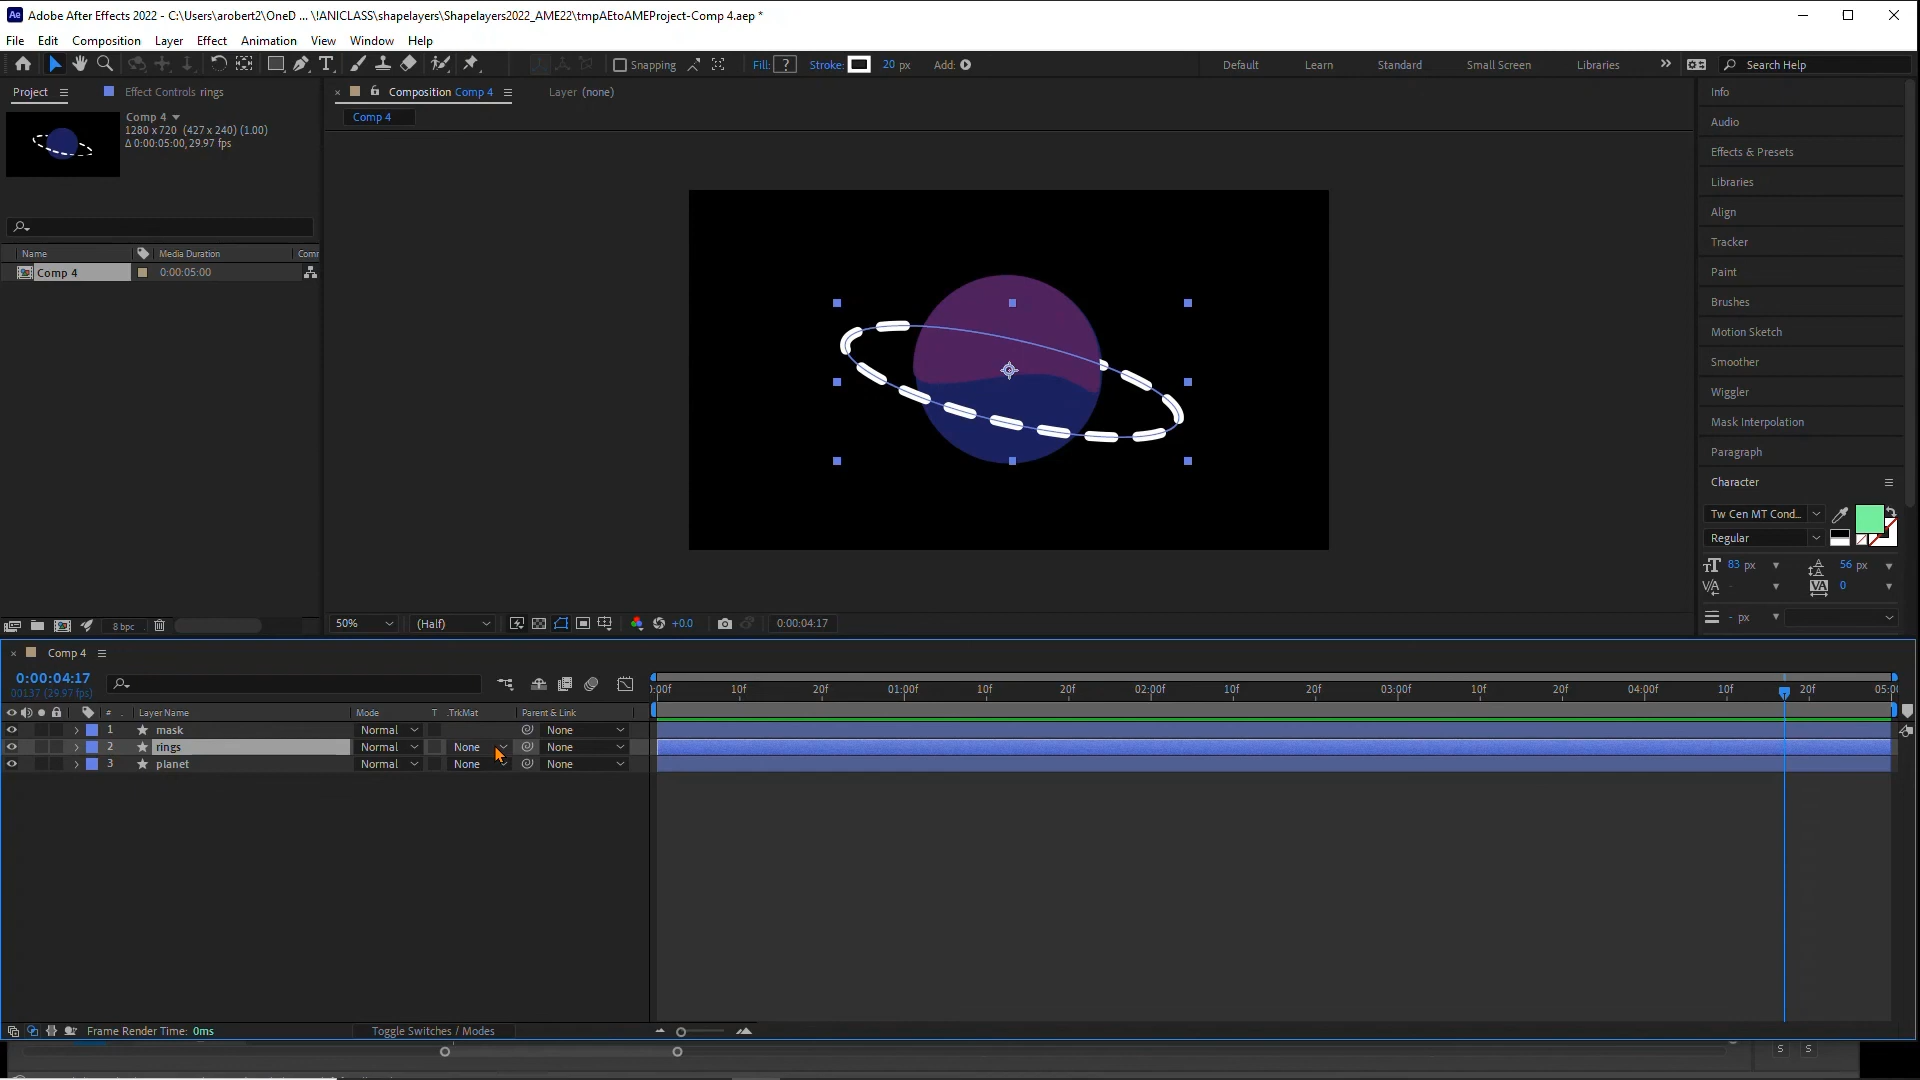 Adobe After Effects 2022 - C:\Users\arobert2\OneD ... \!ANICLASS\shapelayers\Shapelayers2022_AME22\tmpAEtoAMEProject-Comp 4.aep *
File Edit Composition Layer Effect Animation View Window Help
Snapping Fill: ? Stroke: 20 px Add: Default Learn Standard Small Screen Libraries Search Help
Project Effect Controls rings Composition Comp 4 Layer (none) Info
Comp 4
1280 x 720 (427 x 240) (1.00)
Δ 0:00:05:00, 29.97 fps
Comp 4
Audio
Effects & Presets
Libraries
Align
Tracker
Paint
Brushes
Motion Sketch
Smoother
Wiggler
Mask Interpolation
Paragraph
Character
Tw Cen MT Cond...
Regular
83 px 56 px
0
- px
Name Media Duration Comm
Comp 4 0:00:05:00
8 bpc 50% (Half) +0.0 0:00:04:17
Comp 4
0:00:04:17
00137 (29.97 fps)
):00f 10f 20f 01:00f 10f 20f 02:00f 10f 20f 03:00f 10f 20f 04:00f 10f 20f 05:00
# Layer Name Mode T .TrkMat Parent & Link
1 mask Normal None
2 rings Normal None None
3 planet Normal None None
Frame Render Time: 0ms Toggle Switches / Modes
S S